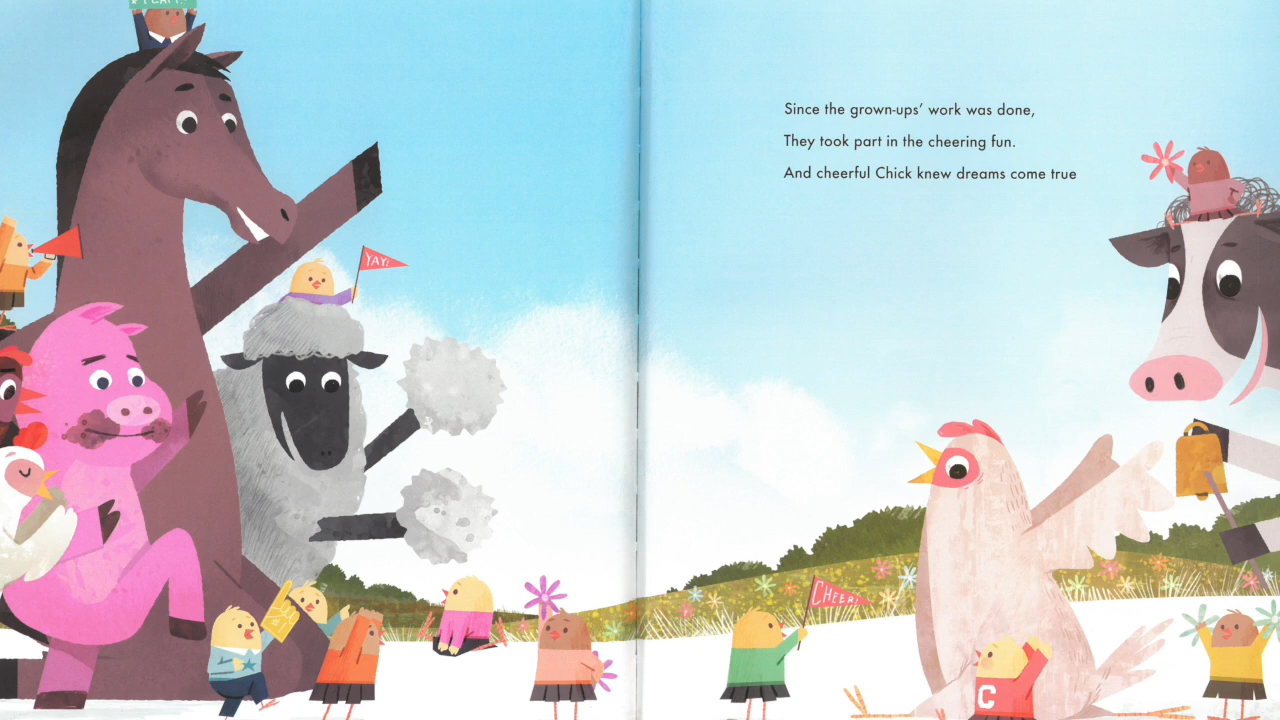 YAY!
Since the grown-ups' work was done,
They took part in the cheering fun.
And cheerful Chick knew dreams come true
CHEER!
C